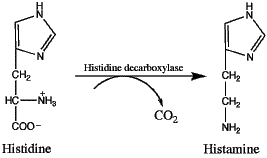 H
N
N
CH₂
HC — NH₃
+
COO⁻
Histidine
Histidine decarboxylase
CO₂
H
N
N
CH₂
CH₂
NH₂
Histamine